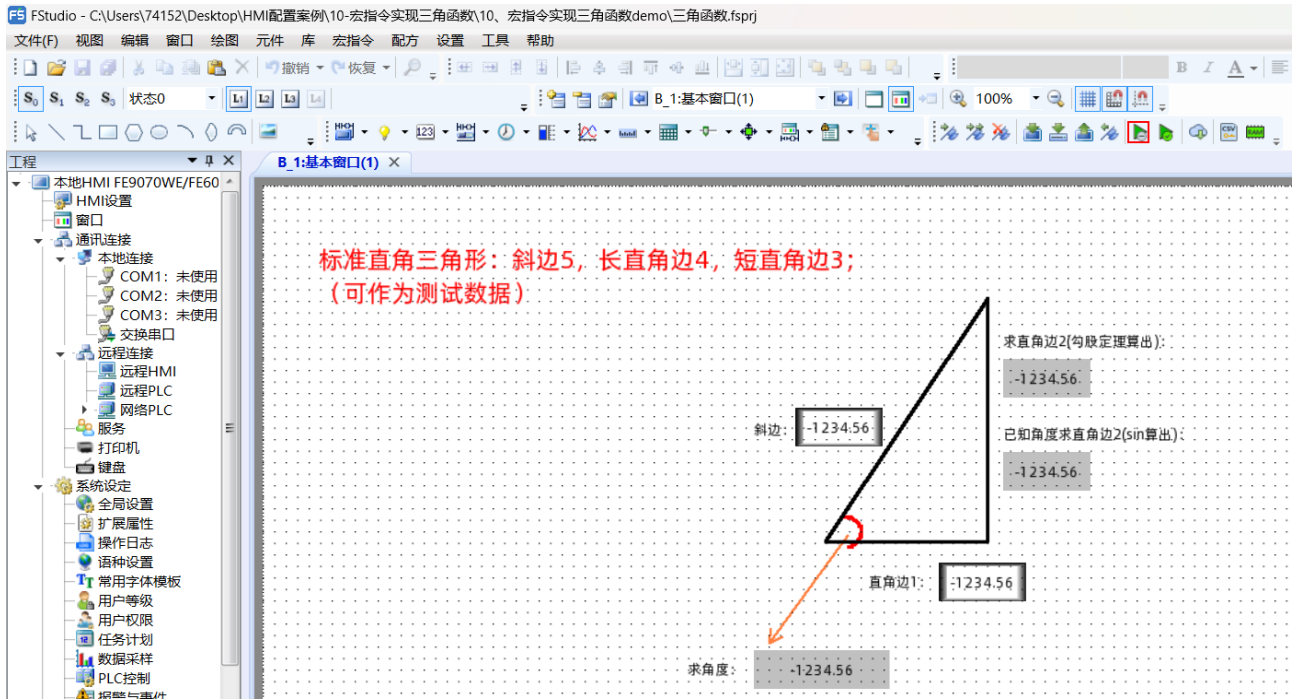 FStudio - C:\Users\74152\Desktop\HMI配置案例\10-宏指令实现三角函数\10、宏指令实现三角函数demo\三角函数.fsprj
文件(F) 视图 编辑 窗口 绘图 元件 库 宏指令 配方 设置 工具 帮助
撤销 恢复 B I A
S0 S1 S2 S3 状态0 L1 L2 L3 L4 B_1:基本窗口(1) 100%
工程
B_1:基本窗口(1)
本地HMI FE9070WE/FE60
HMI设置
窗口
通讯连接
本地连接
COM1: 未使用
COM2: 未使用
COM3: 未使用
交换串口
远程连接
远程HMI
远程PLC
网络PLC
服务
打印机
键盘
系统设定
全局设置
扩展属性
操作日志
语种设置
常用字体模板
用户等级
用户权限
任务计划
数据采样
PLC控制
报警与事件
标准直角三角形：斜边5，长直角边4，短直角边3；
（可作为测试数据）
求直角边2(勾股定理算出):
-1234.56
斜边: -1234.56
已知角度求直角边2(sin算出):
-1234.56
直角边1: -1234.56
求角度: -1234.56